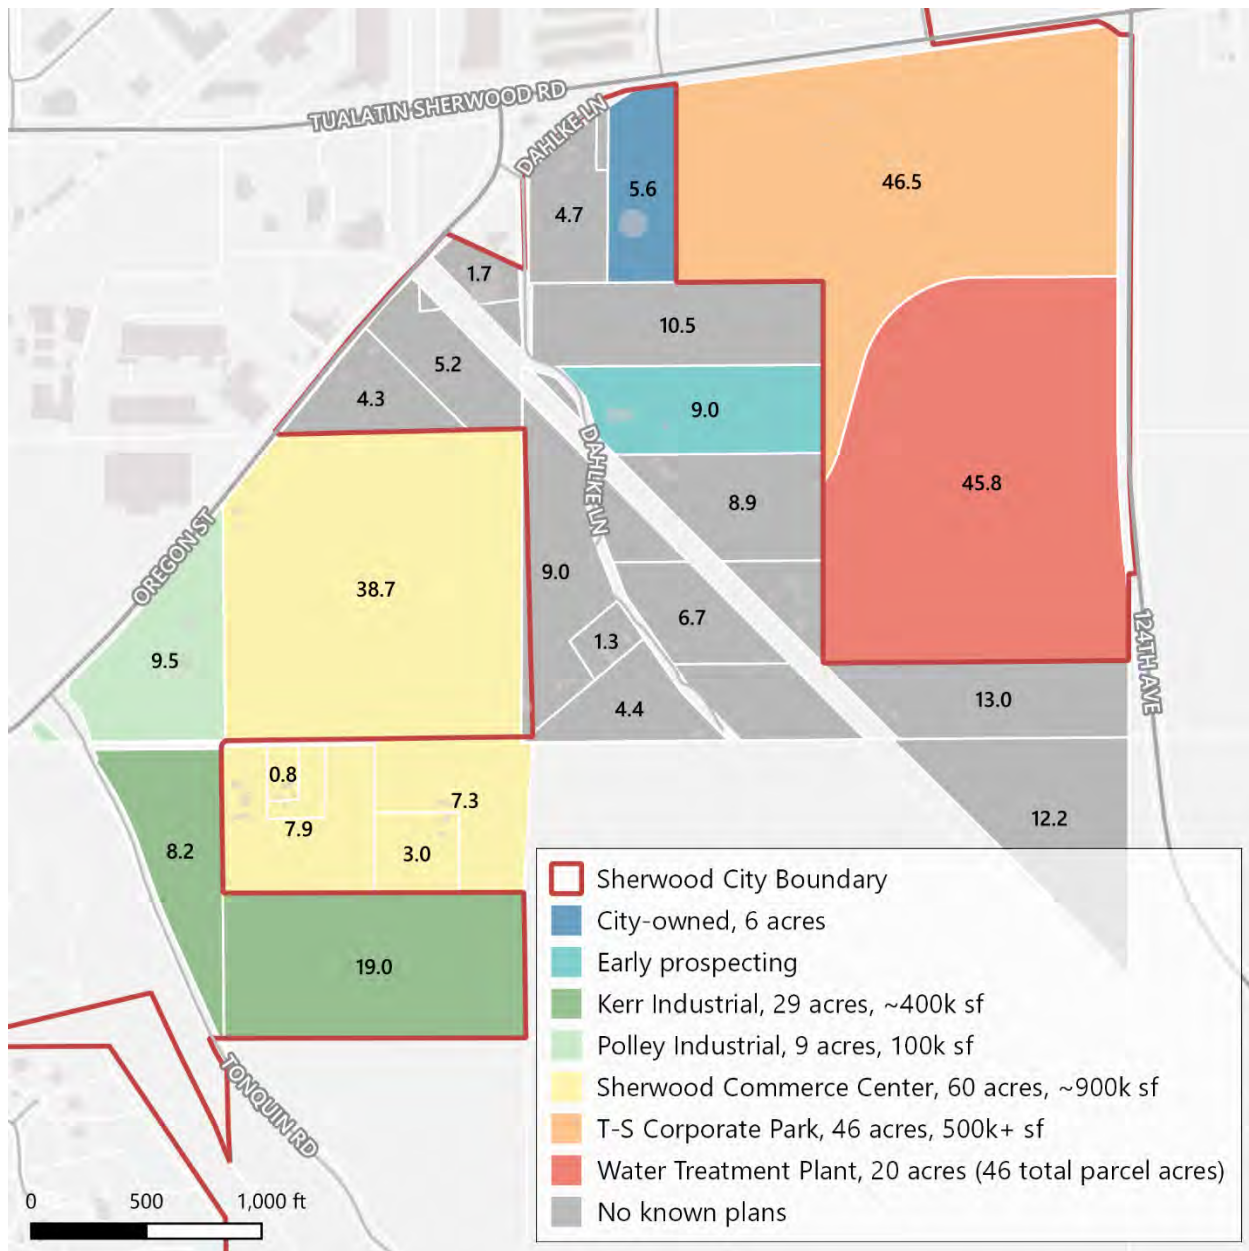 TUALATIN SHERWOOD RD
DAHLKE LN
46.5
5.6
4.7
1.7
10.5
5.2
4.3
9.0
DAHLKE LN
45.8
8.9
OREGON ST
9.0
38.7
6.7
124TH AVE
1.3
9.5
13.0
4.4
0.8
7.3
7.9
12.2
8.2
3.0
19.0
TONQUIN RD
Sherwood City Boundary
City-owned, 6 acres
Early prospecting
Kerr Industrial, 29 acres, ~400k sf
Polley Industrial, 9 acres, 100k sf
Sherwood Commerce Center, 60 acres, ~900k sf
T-S Corporate Park, 46 acres, 500k+ sf
Water Treatment Plant, 20 acres (46 total parcel acres)
No known plans
0 500 1,000 ft